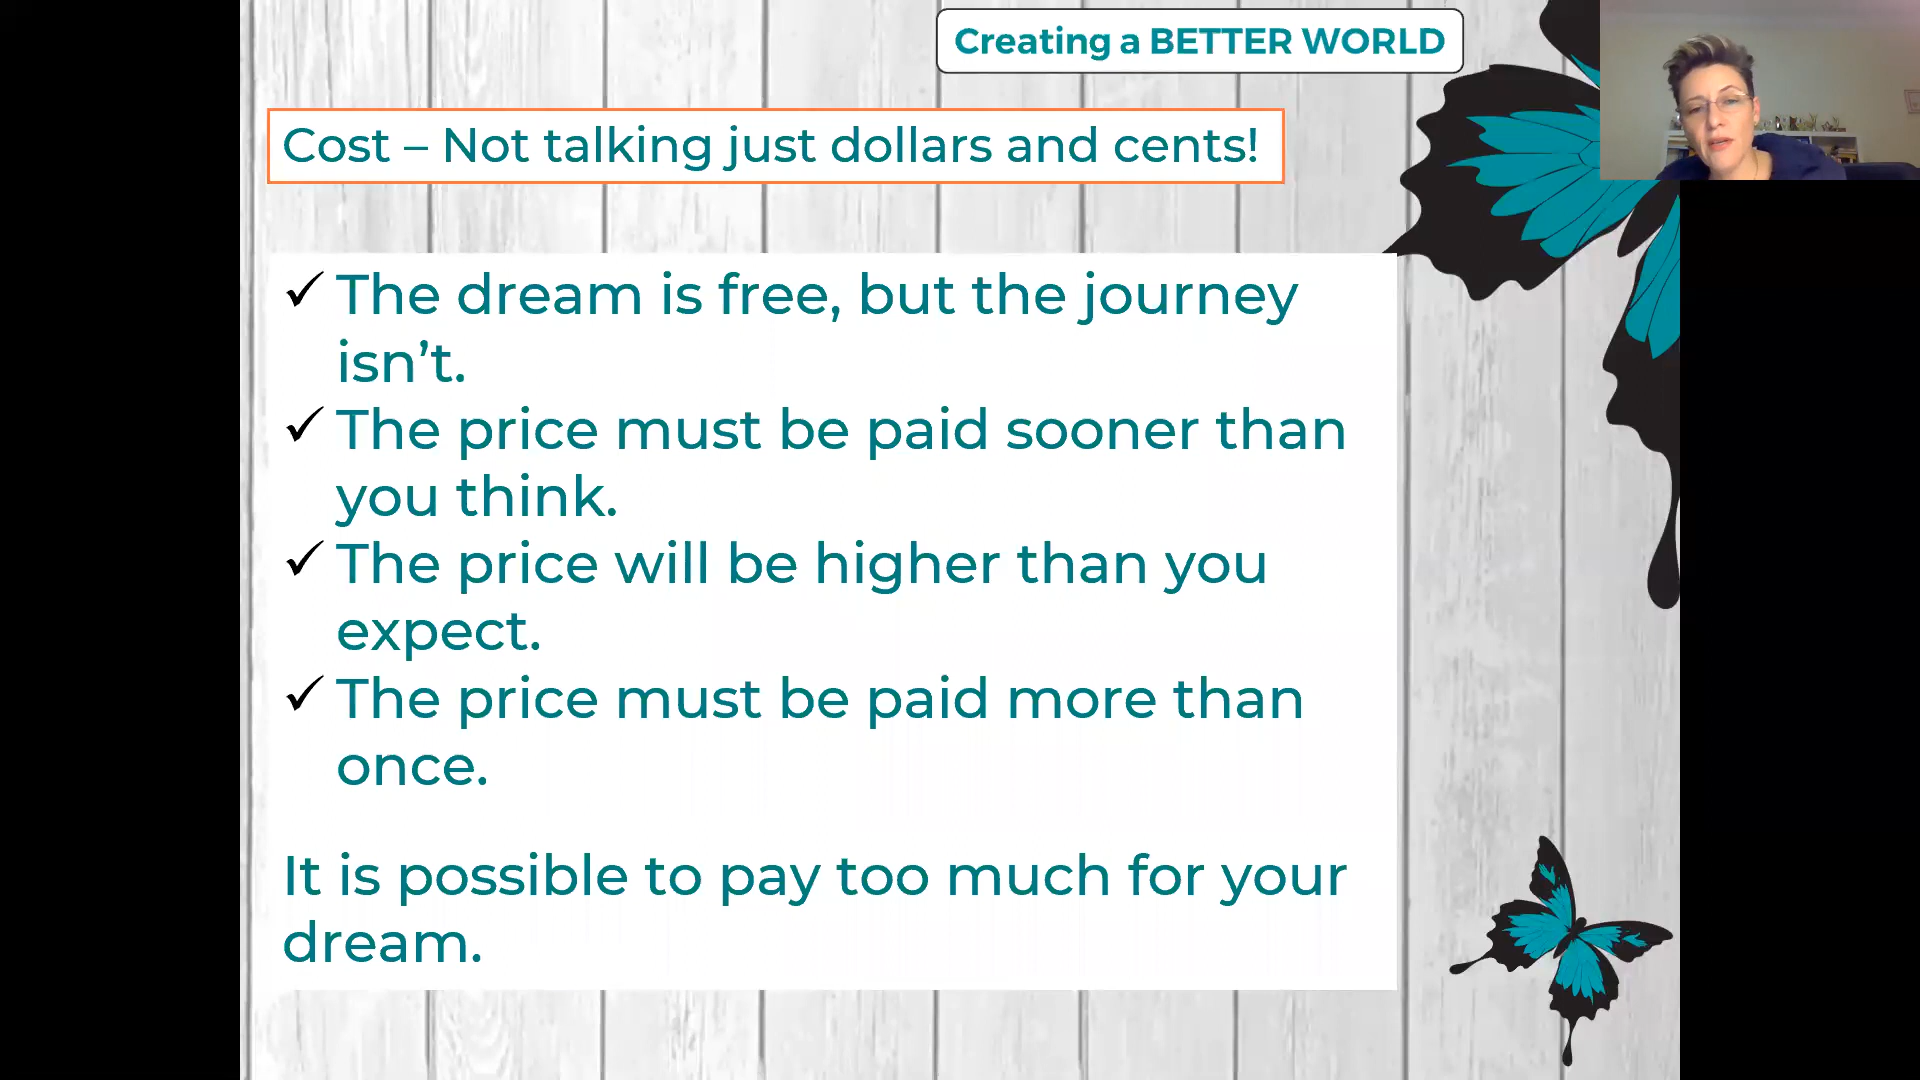 Creating a BETTER WORLD
Cost – Not talking just dollars and cents!
✓ The dream is free, but the journey
isn’t.
✓ The price must be paid sooner than
you think.
✓ The price will be higher than you
expect.
✓ The price must be paid more than
once.
It is possible to pay too much for your
dream.